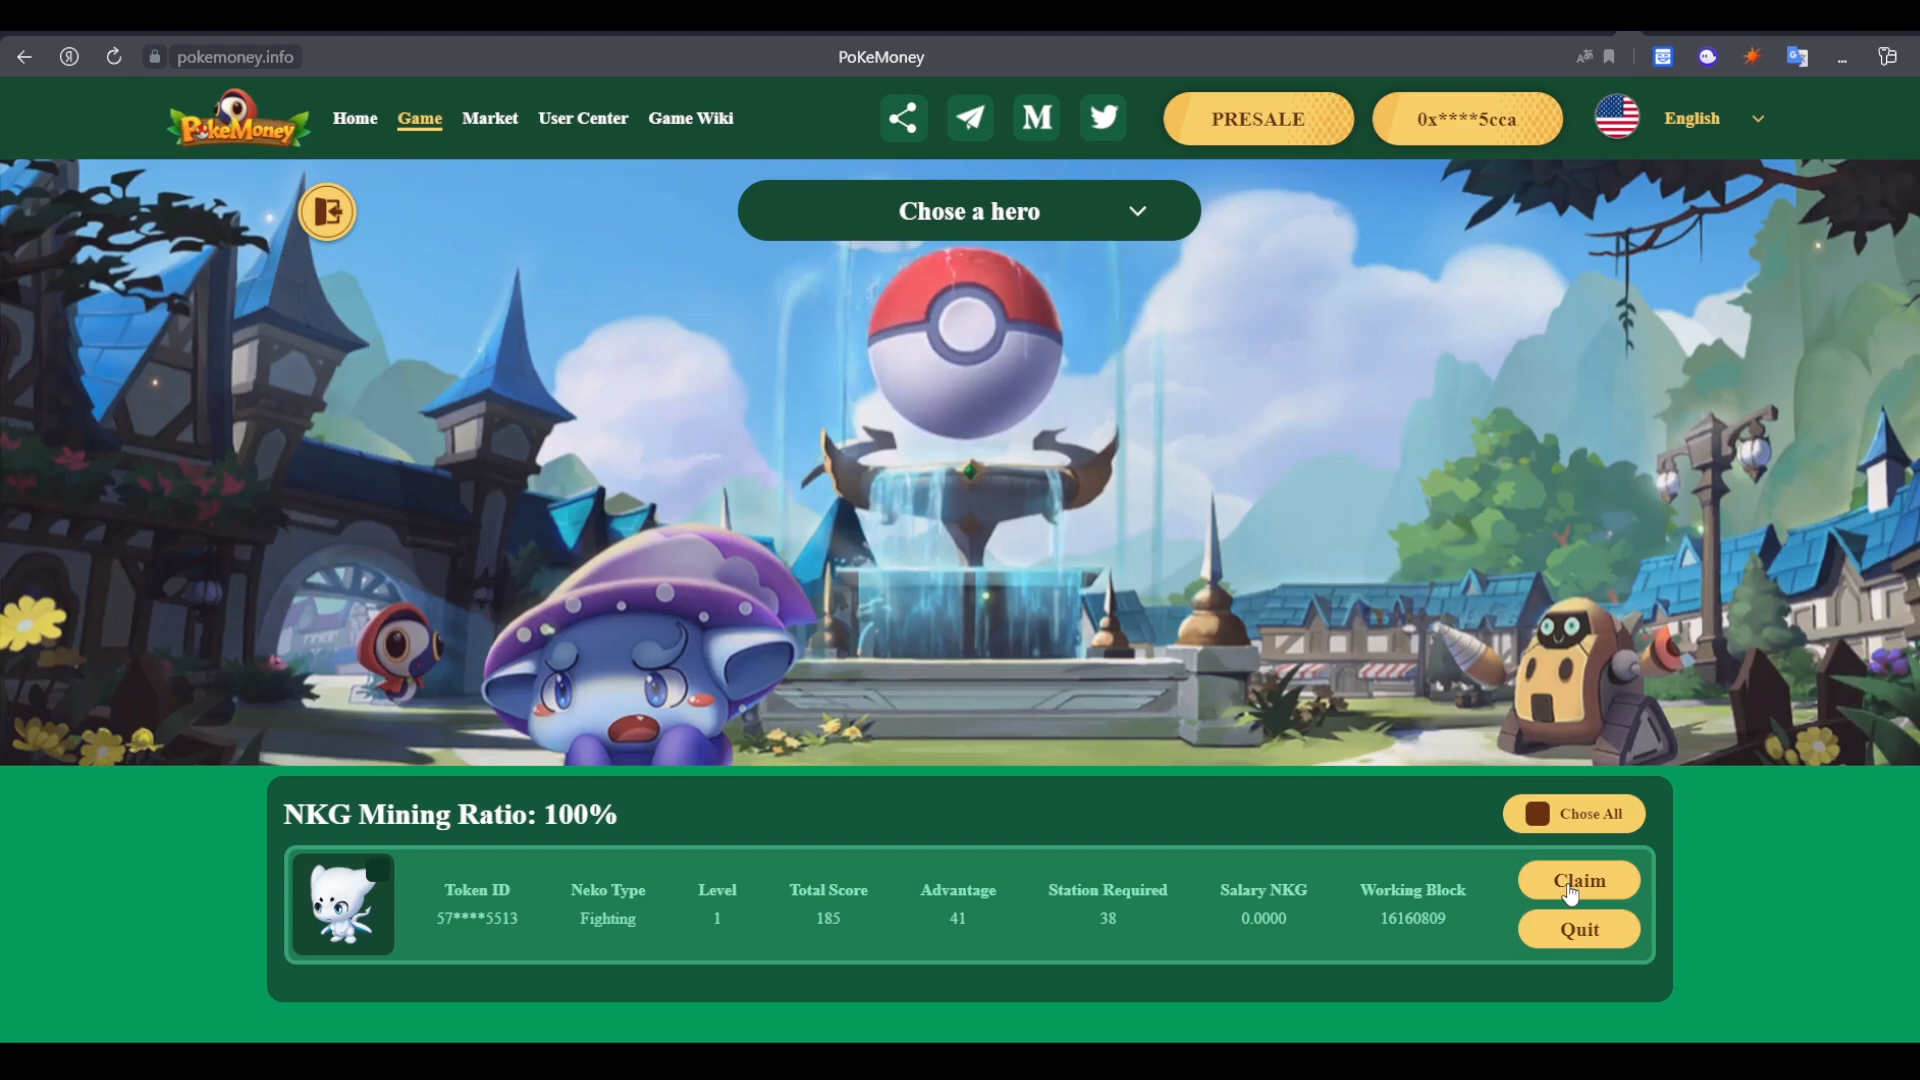 pokemoney.info
PoKeMoney
PokeMoney
Home
Game
Market
User Center
Game Wiki
M
PRESALE
0x****5cca
English
Chose a hero
NKG Mining Ratio: 100%
Chose All
Token ID
Neko Type
Level
Total Score
Advantage
Station Required
Salary NKG
Working Block
57****5513
Fighting
1
185
41
38
0.0000
16160809
Claim
Quit